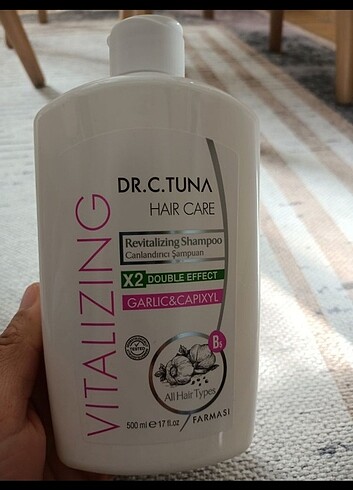 VITALIZING
DR.C.TUNA
HAIR CARE
Revitalizing Shampoo
Canlandırıcı Şampuan
X2 DOUBLE EFFECT
GARLIC&CAPIXYL
All Hair Types
500 ml e 17 fl.oz
FARMASI